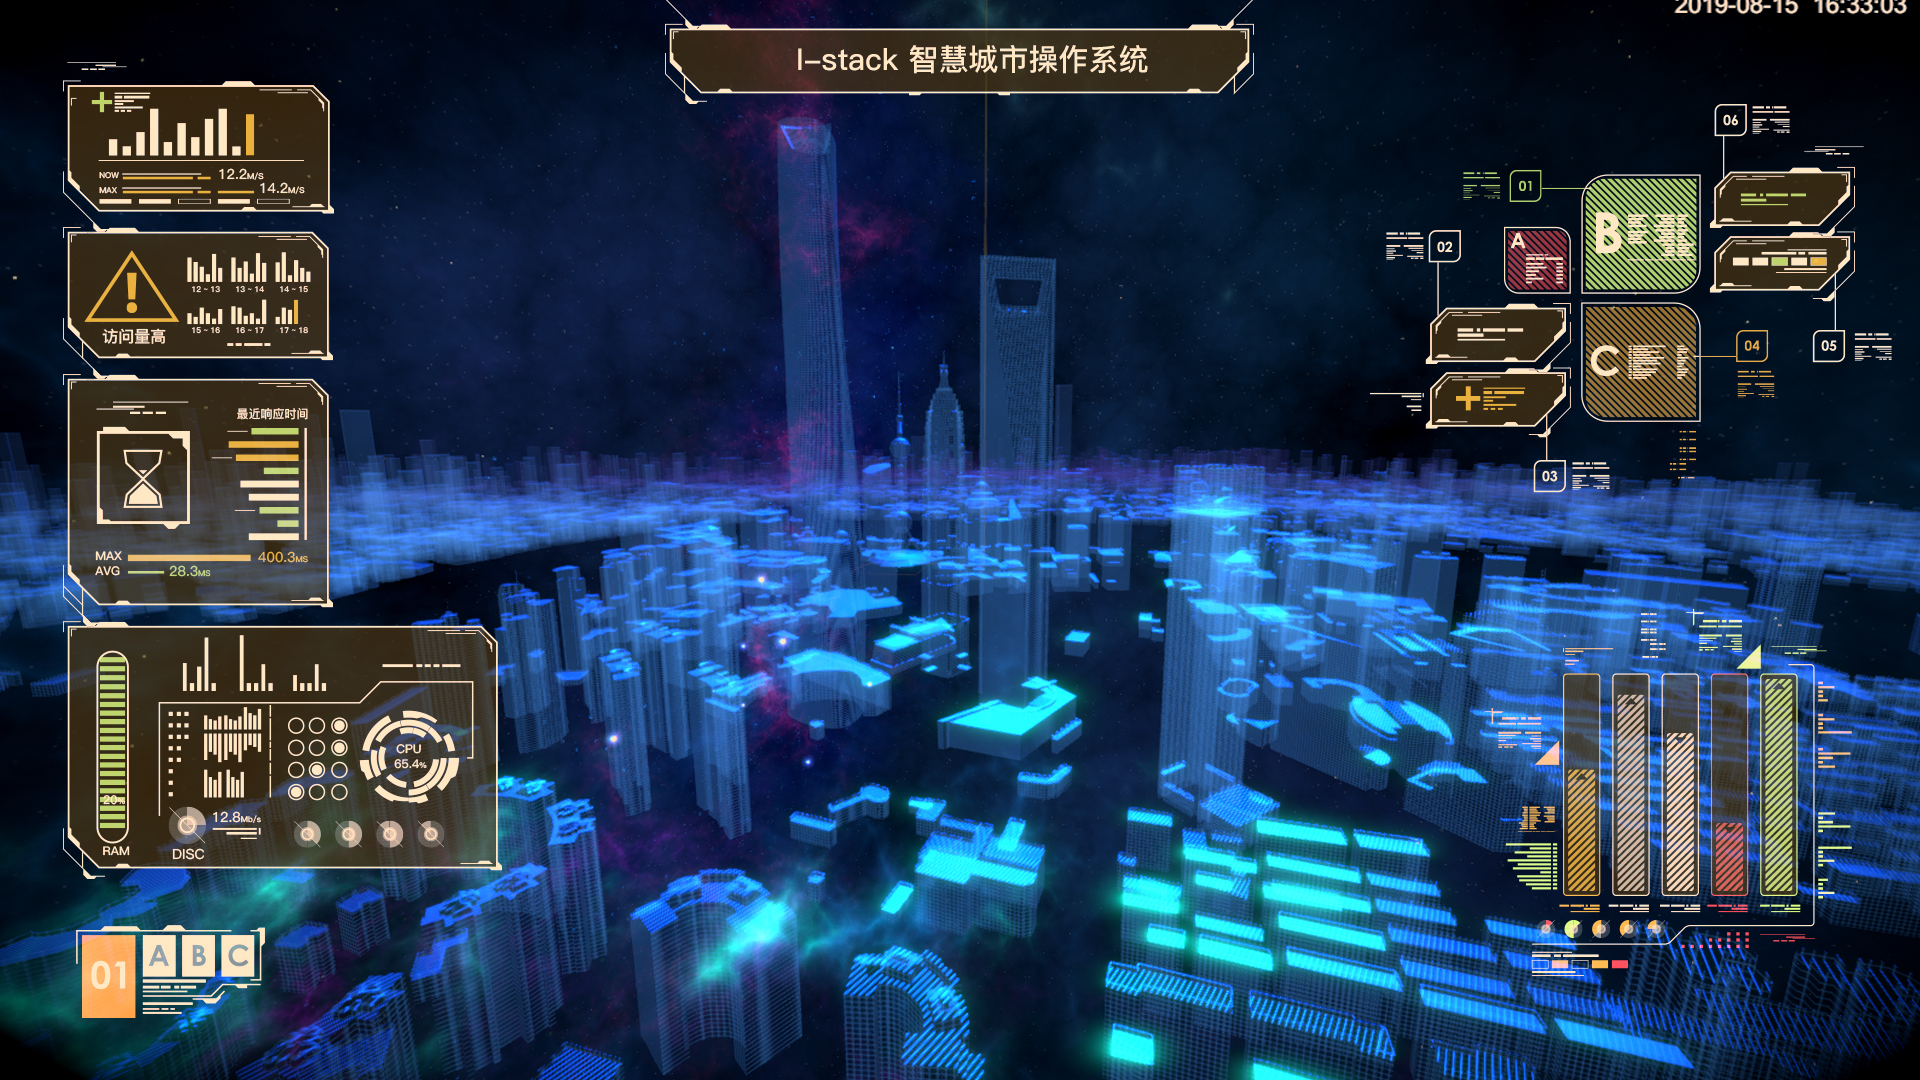 2019-08-15 16:33:03
I-stack 智慧城市操作系统
NOW 12.2M/S
MAX 14.2M/S
12 ~ 13 13 ~ 14 14 ~ 15
15 ~ 16 16 ~ 17 17 ~ 18
访问量高
最近响应时间
MAX 400.3MS
AVG 28.3MS
CPU
65.4%
20%
12.8Mb/s
RAM
DISC
01 A B C
06
01
02
A
B
C
04
05
03